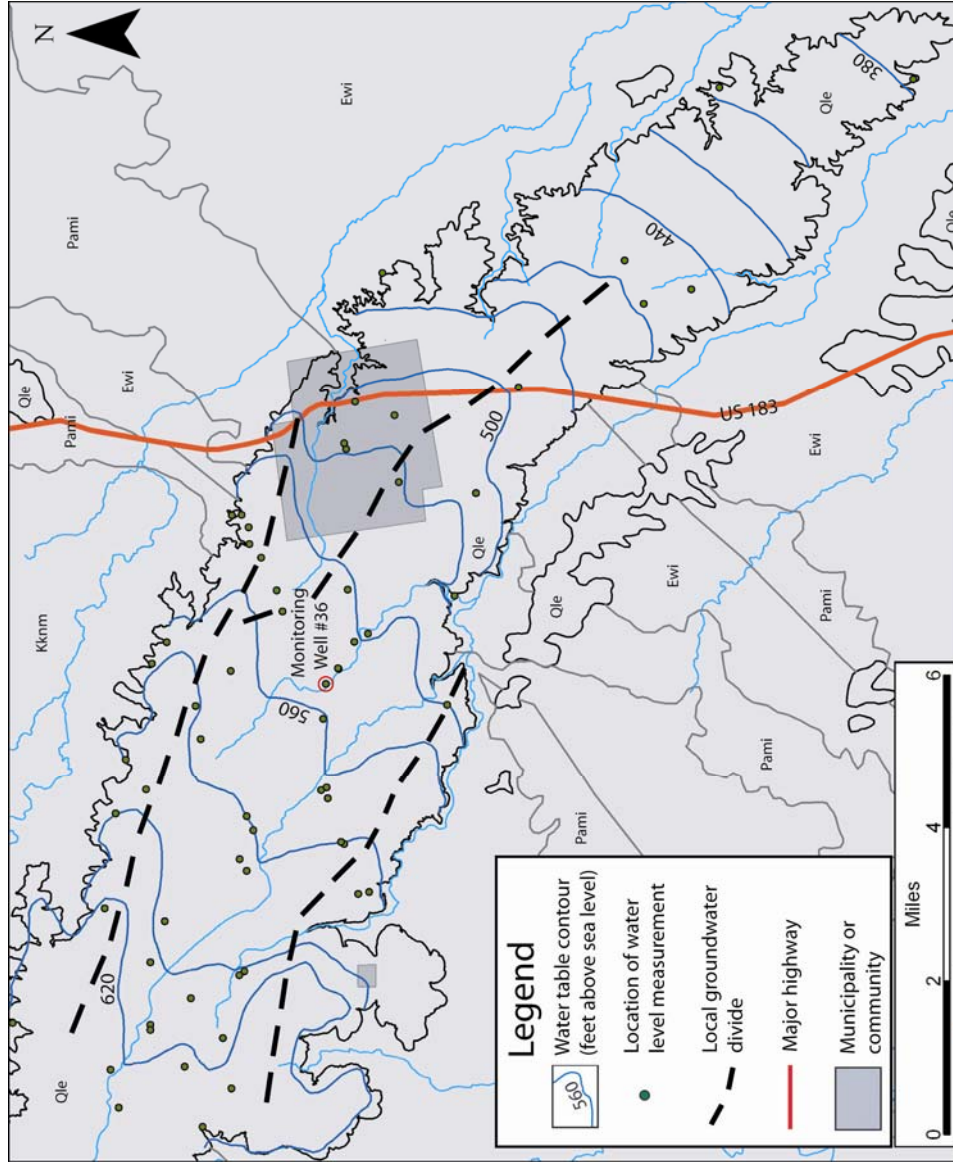 N
Pami
Ewi
Qle
Ewi
Pami
Kknm
Qle
620
560
Monitoring
Well #36
500
440
380
Qle
Qle
Qle
US 183
Ewi
Qle
Ewi
Pami
Pami
Pami
Legend
560
Water table contour
(feet above sea level)
Location of water
level measurement
Local groundwater
divide
Major highway
Municipality or
community
Miles
0 2 4 6